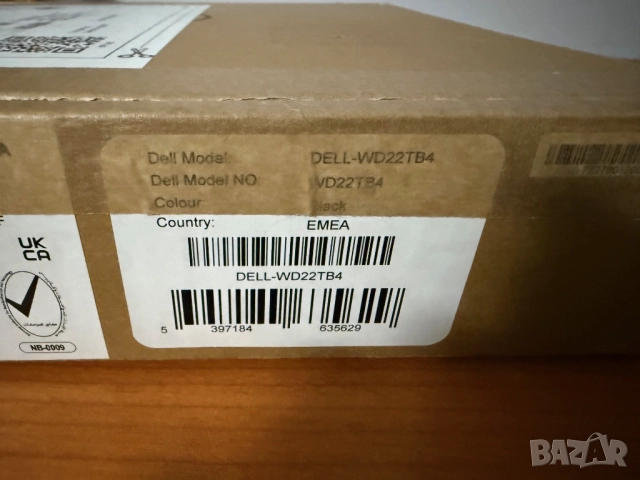 Dell Model: DELL-WD22TB4
Dell Model NO WD22TB4
Colour Black
Country: EMEA
DELL-WD22TB4
5 397184 635629
UK
CA
NB-0009
BAZAR